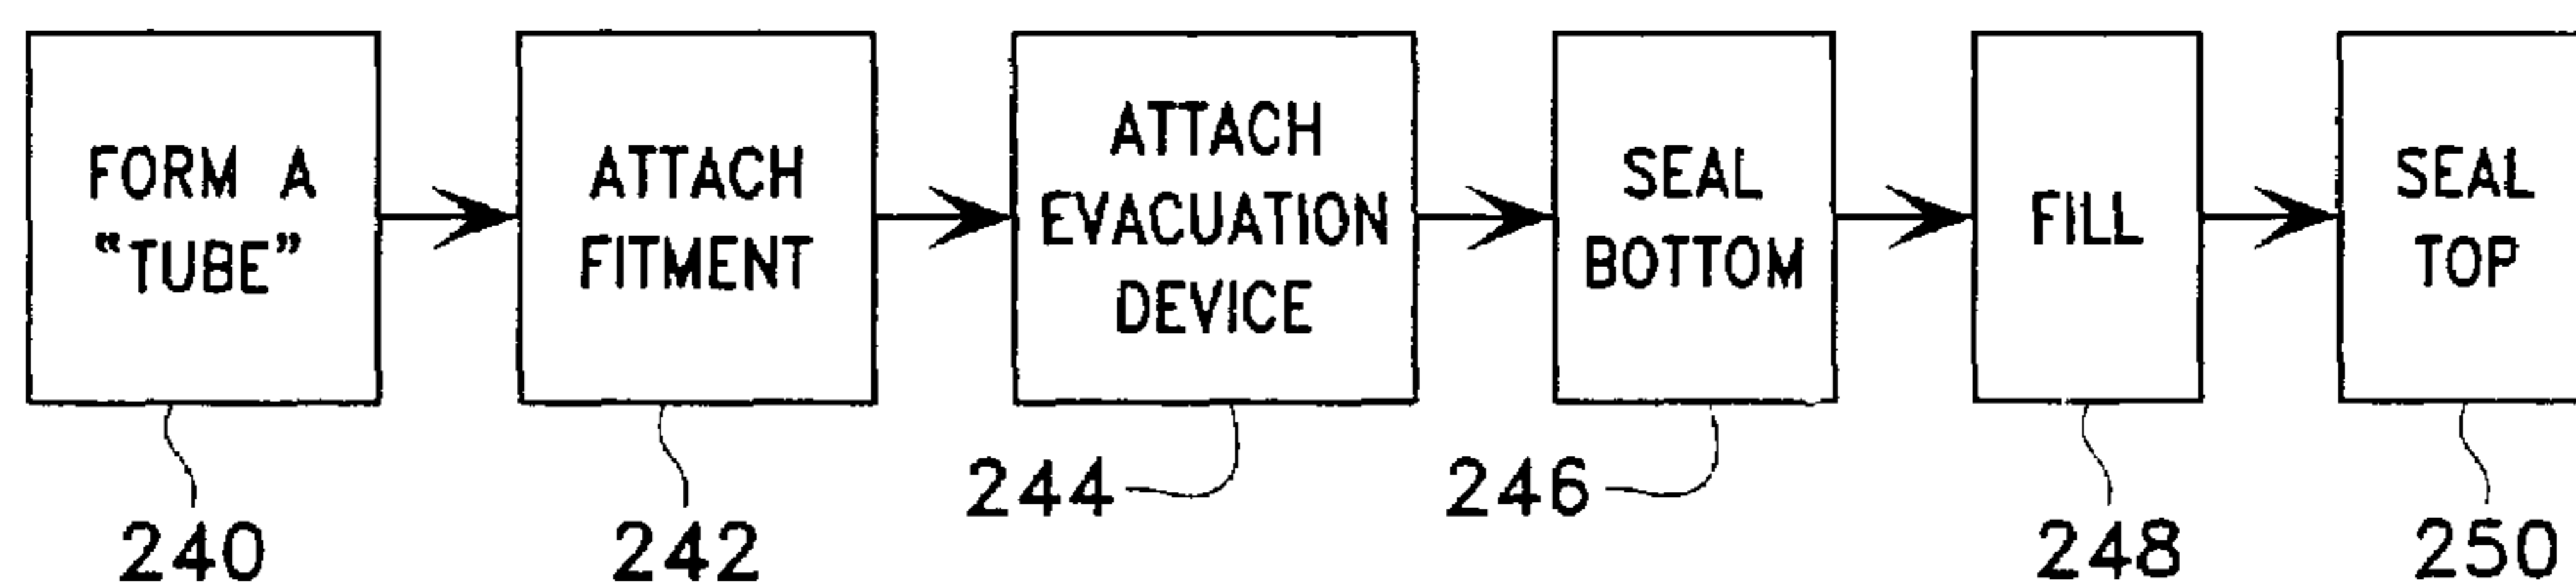 FORM A
“TUBE”
ATTACH
FITMENT
ATTACH
EVACUATION
DEVICE
SEAL
BOTTOM
FILL
SEAL
TOP
240
242
244
246
248
250